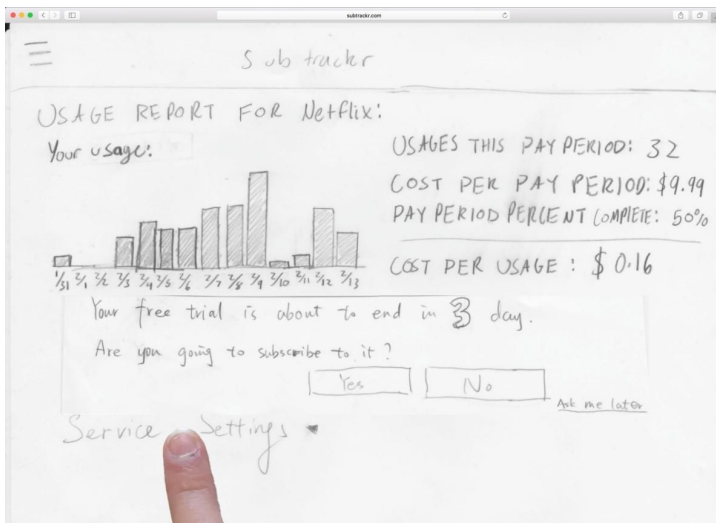 subtrackr.com
Sub trackr
USAGE REPORT FOR Netflix:
Your usage:
1/31 2/1 2/2 2/3 2/4 2/5 2/6 2/7 2/8 2/9 2/10 2/11 2/12 2/13
USAGES THIS PAY PERIOD: 32
COST PER PAY PERIOD: $9.99
PAY PERIOD PERCENT COMPLETE: 50%
COST PER USAGE : $ 0.16
Your free trial is about to end in 3 day.
Are you going to subscribe to it?
Yes No
Ask me later
Service Settings